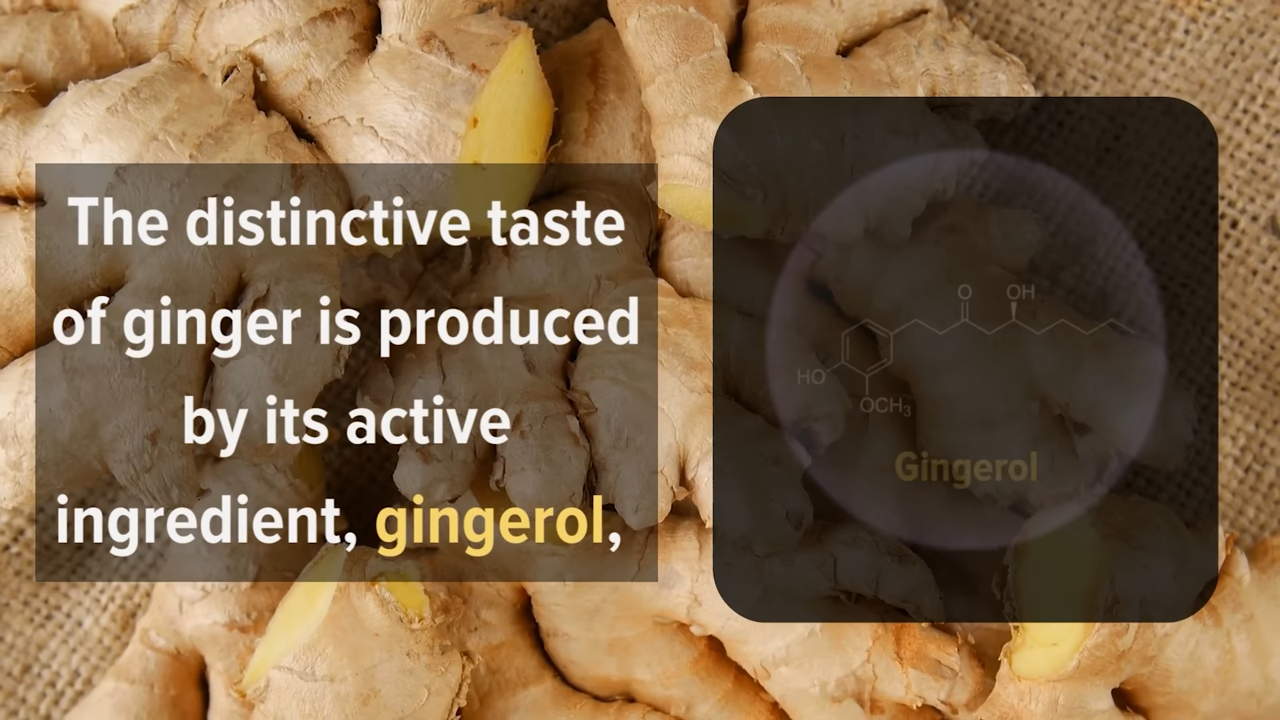 The distinctive taste
of ginger is produced
by its active
ingredient, gingerol,
O
OH
HO
OCH3
Gingerol